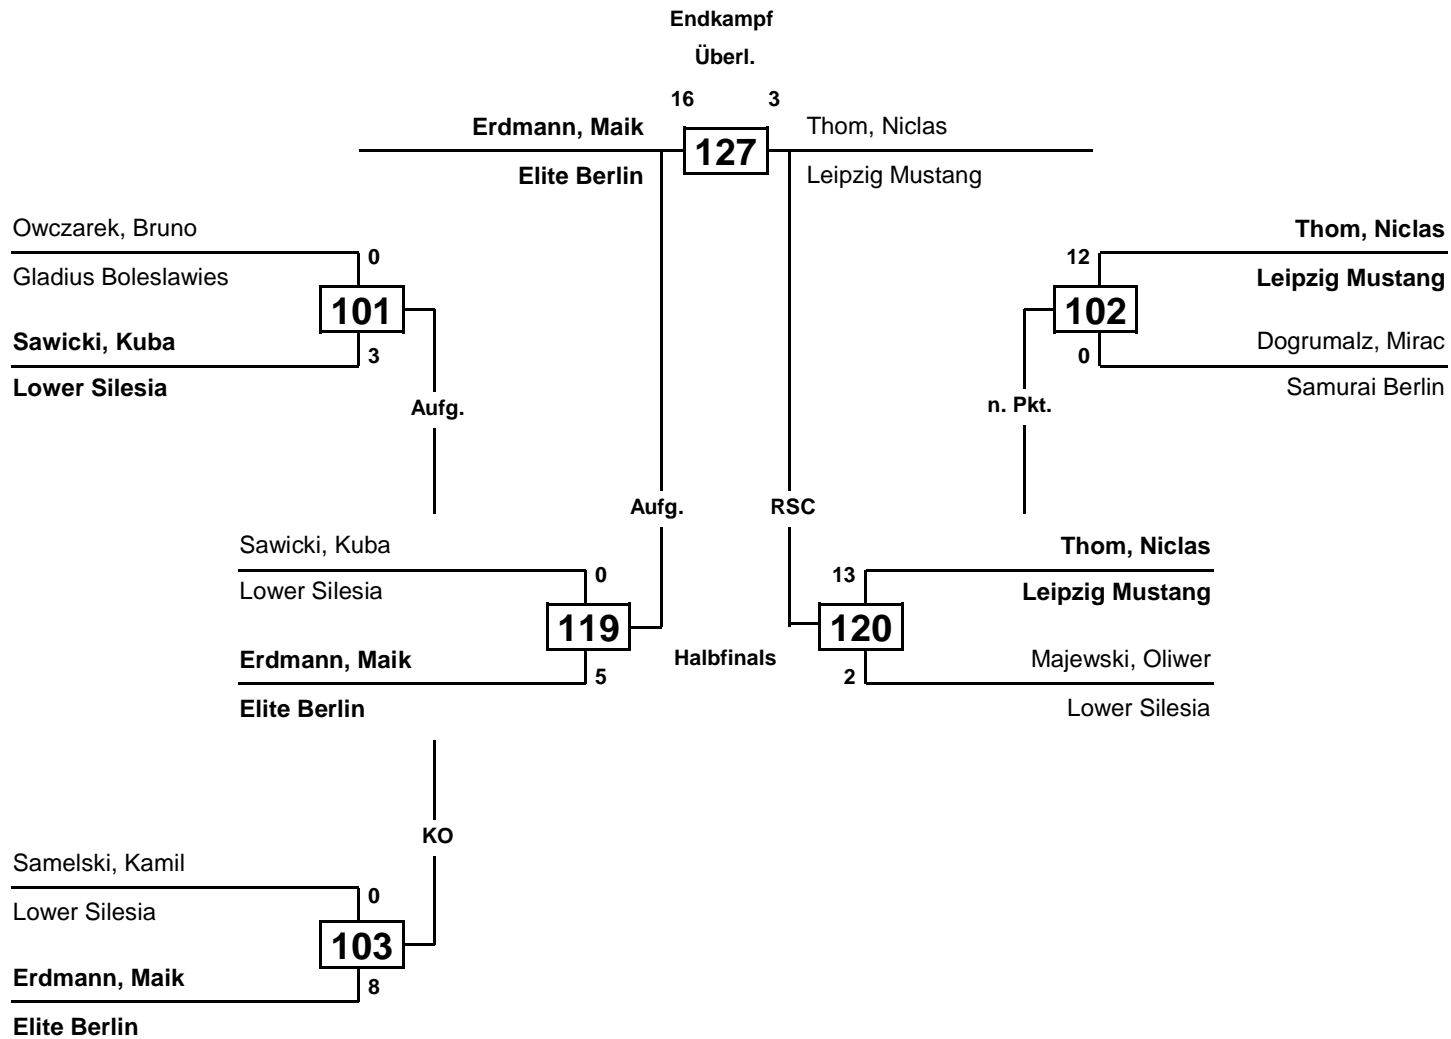 Endkampf
Überl.
16 3
Erdmann, Maik
127
Thom, Niclas
Elite Berlin
Leipzig Mustang
Owczarek, Bruno
0
Gladius Boleslawies
101
Sawicki, Kuba
3
Lower Silesia
Aufg.
Thom, Niclas
12
Leipzig Mustang
102
Dogrumalz, Mirac
0
Samurai Berlin
n. Pkt.
Aufg.
RSC
Sawicki, Kuba
0
Lower Silesia
119
Erdmann, Maik
5
Elite Berlin
Halbfinals
Thom, Niclas
13
Leipzig Mustang
120
Majewski, Oliwer
2
Lower Silesia
KO
Samelski, Kamil
0
Lower Silesia
103
Erdmann, Maik
8
Elite Berlin